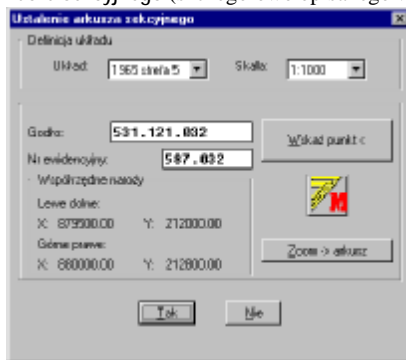 Ustalenie arkusza sekcyjnego
Definicja układu
Układ: 1965 strefa 5 Skala: 1:1000
Godło: 531.121.032
Wskaż punkt <
Nr ewidencyjny: 587.032
Współrzędne naroży
Lewe dolne:
X: 879500.00 Y: 212000.00
Górne prawe:
X: 880000.00 Y: 212800.00
M
Zoom -> arkusz
Tak Nie